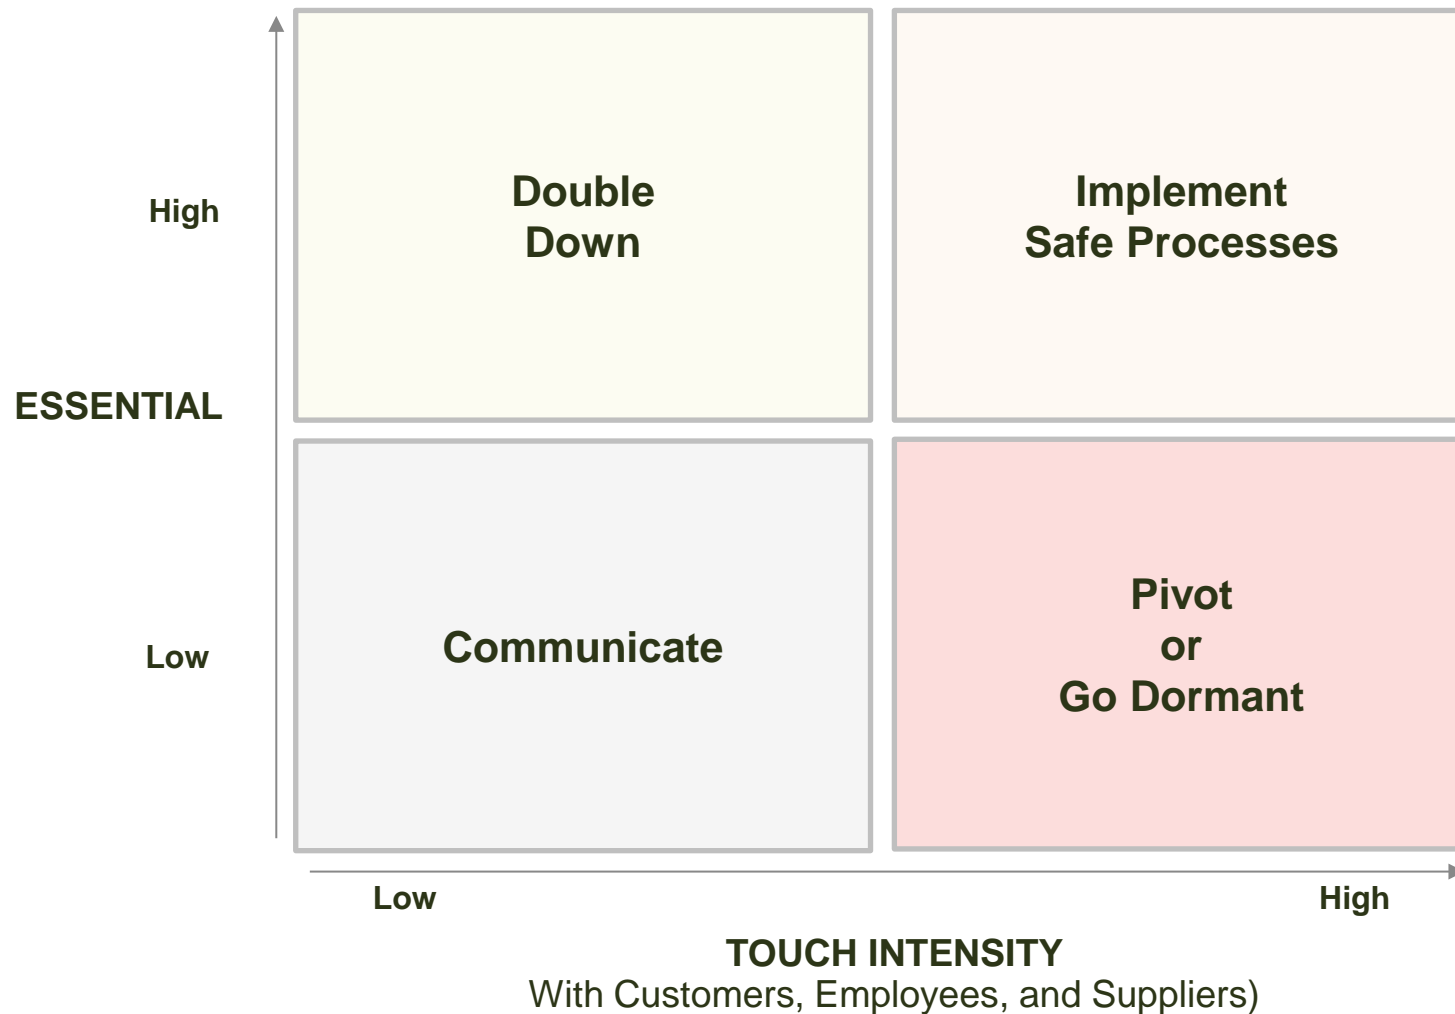 High
Double
Down
Implement
Safe Processes
ESSENTIAL
Low
Communicate
Pivot
or
Go Dormant
Low
High
TOUCH INTENSITY
With Customers, Employees, and Suppliers)